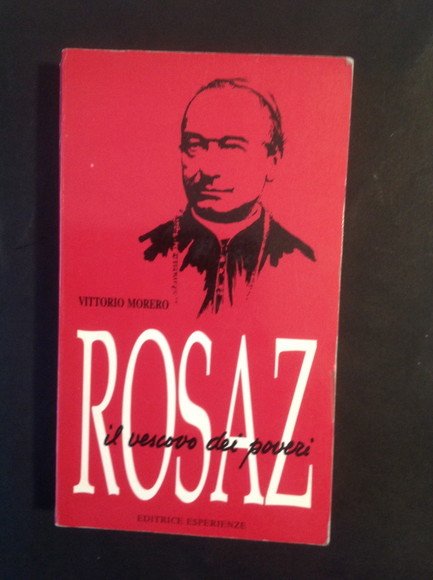 VITTORIO MORERO
ROSAZ
il vescovo dei poveri
EDITRICE ESPERIENZE